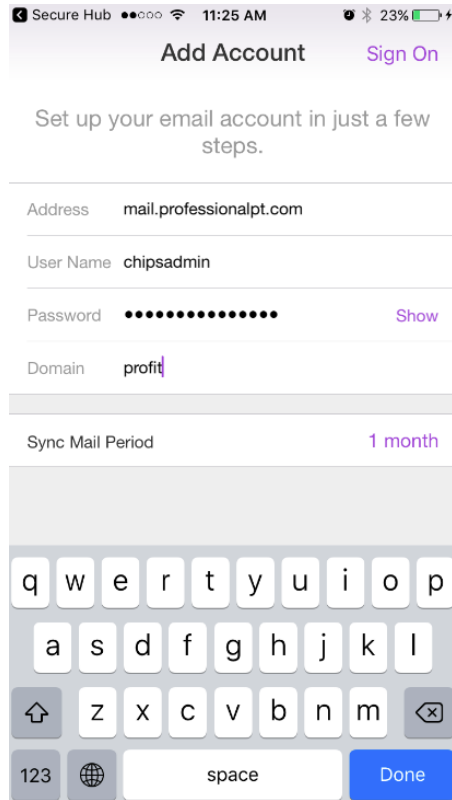 Secure Hub 11:25 AM 23%
Add Account Sign On
Set up your email account in just a few
steps.
Address mail.professionalpt.com
User Name chipsadmin
Password ••••••••••••••• Show
Domain profit
Sync Mail Period 1 month
q w e r t y u i o p
a s d f g h j k l
z x c v b n m
123 space Done